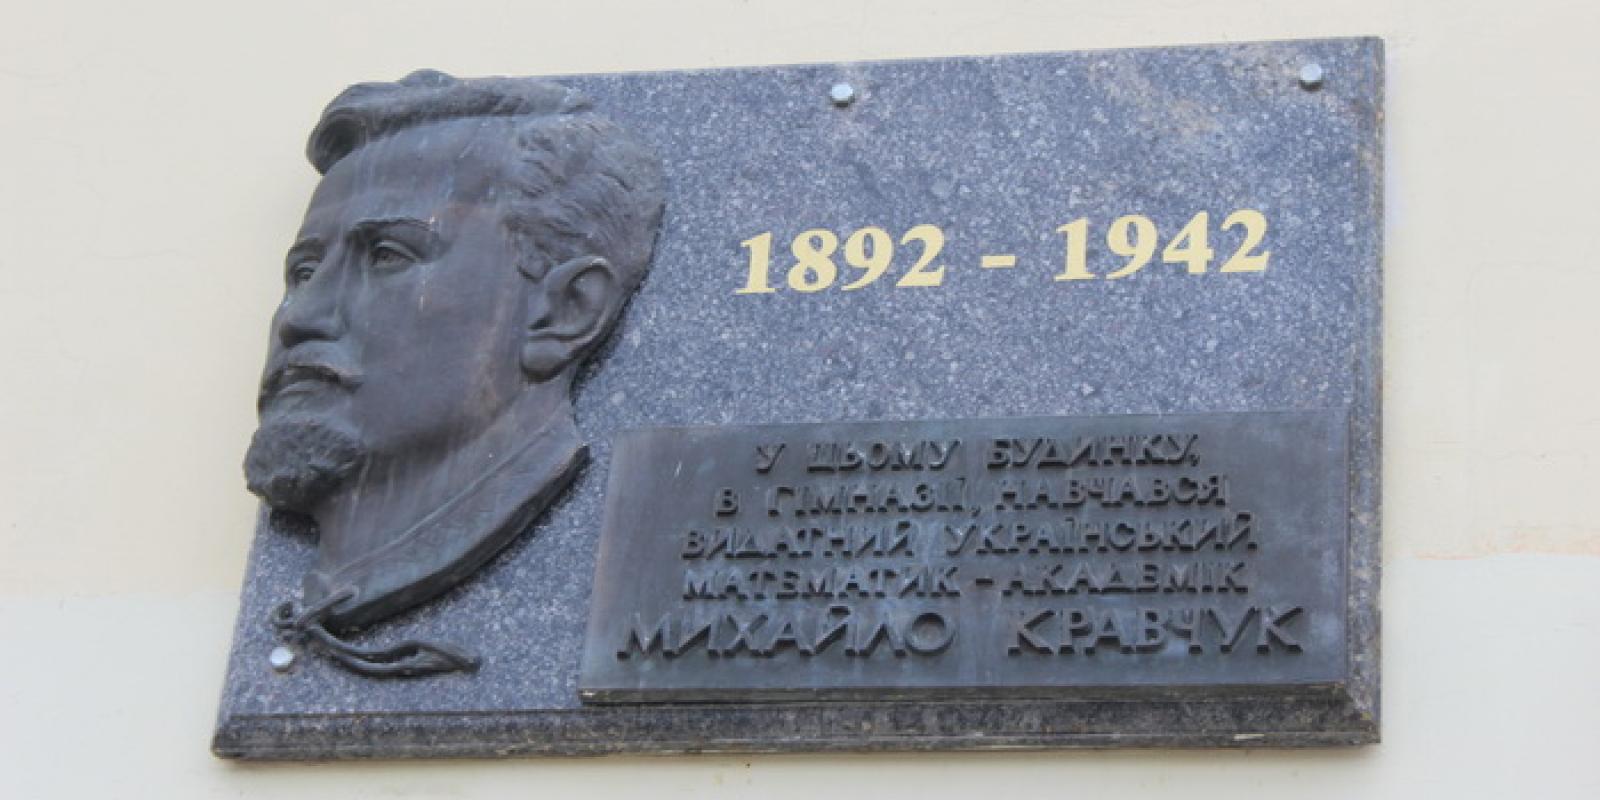 1892 - 1942
У ЦЬОМУ БУДИНКУ,
В ГІМНАЗІЇ, НАВЧАВСЯ
ВИДАТНИЙ УКРАЇНСЬКИЙ
МАТЕМАТИК - АКАДЕМІК
МИХАЙЛО КРАВЧУК